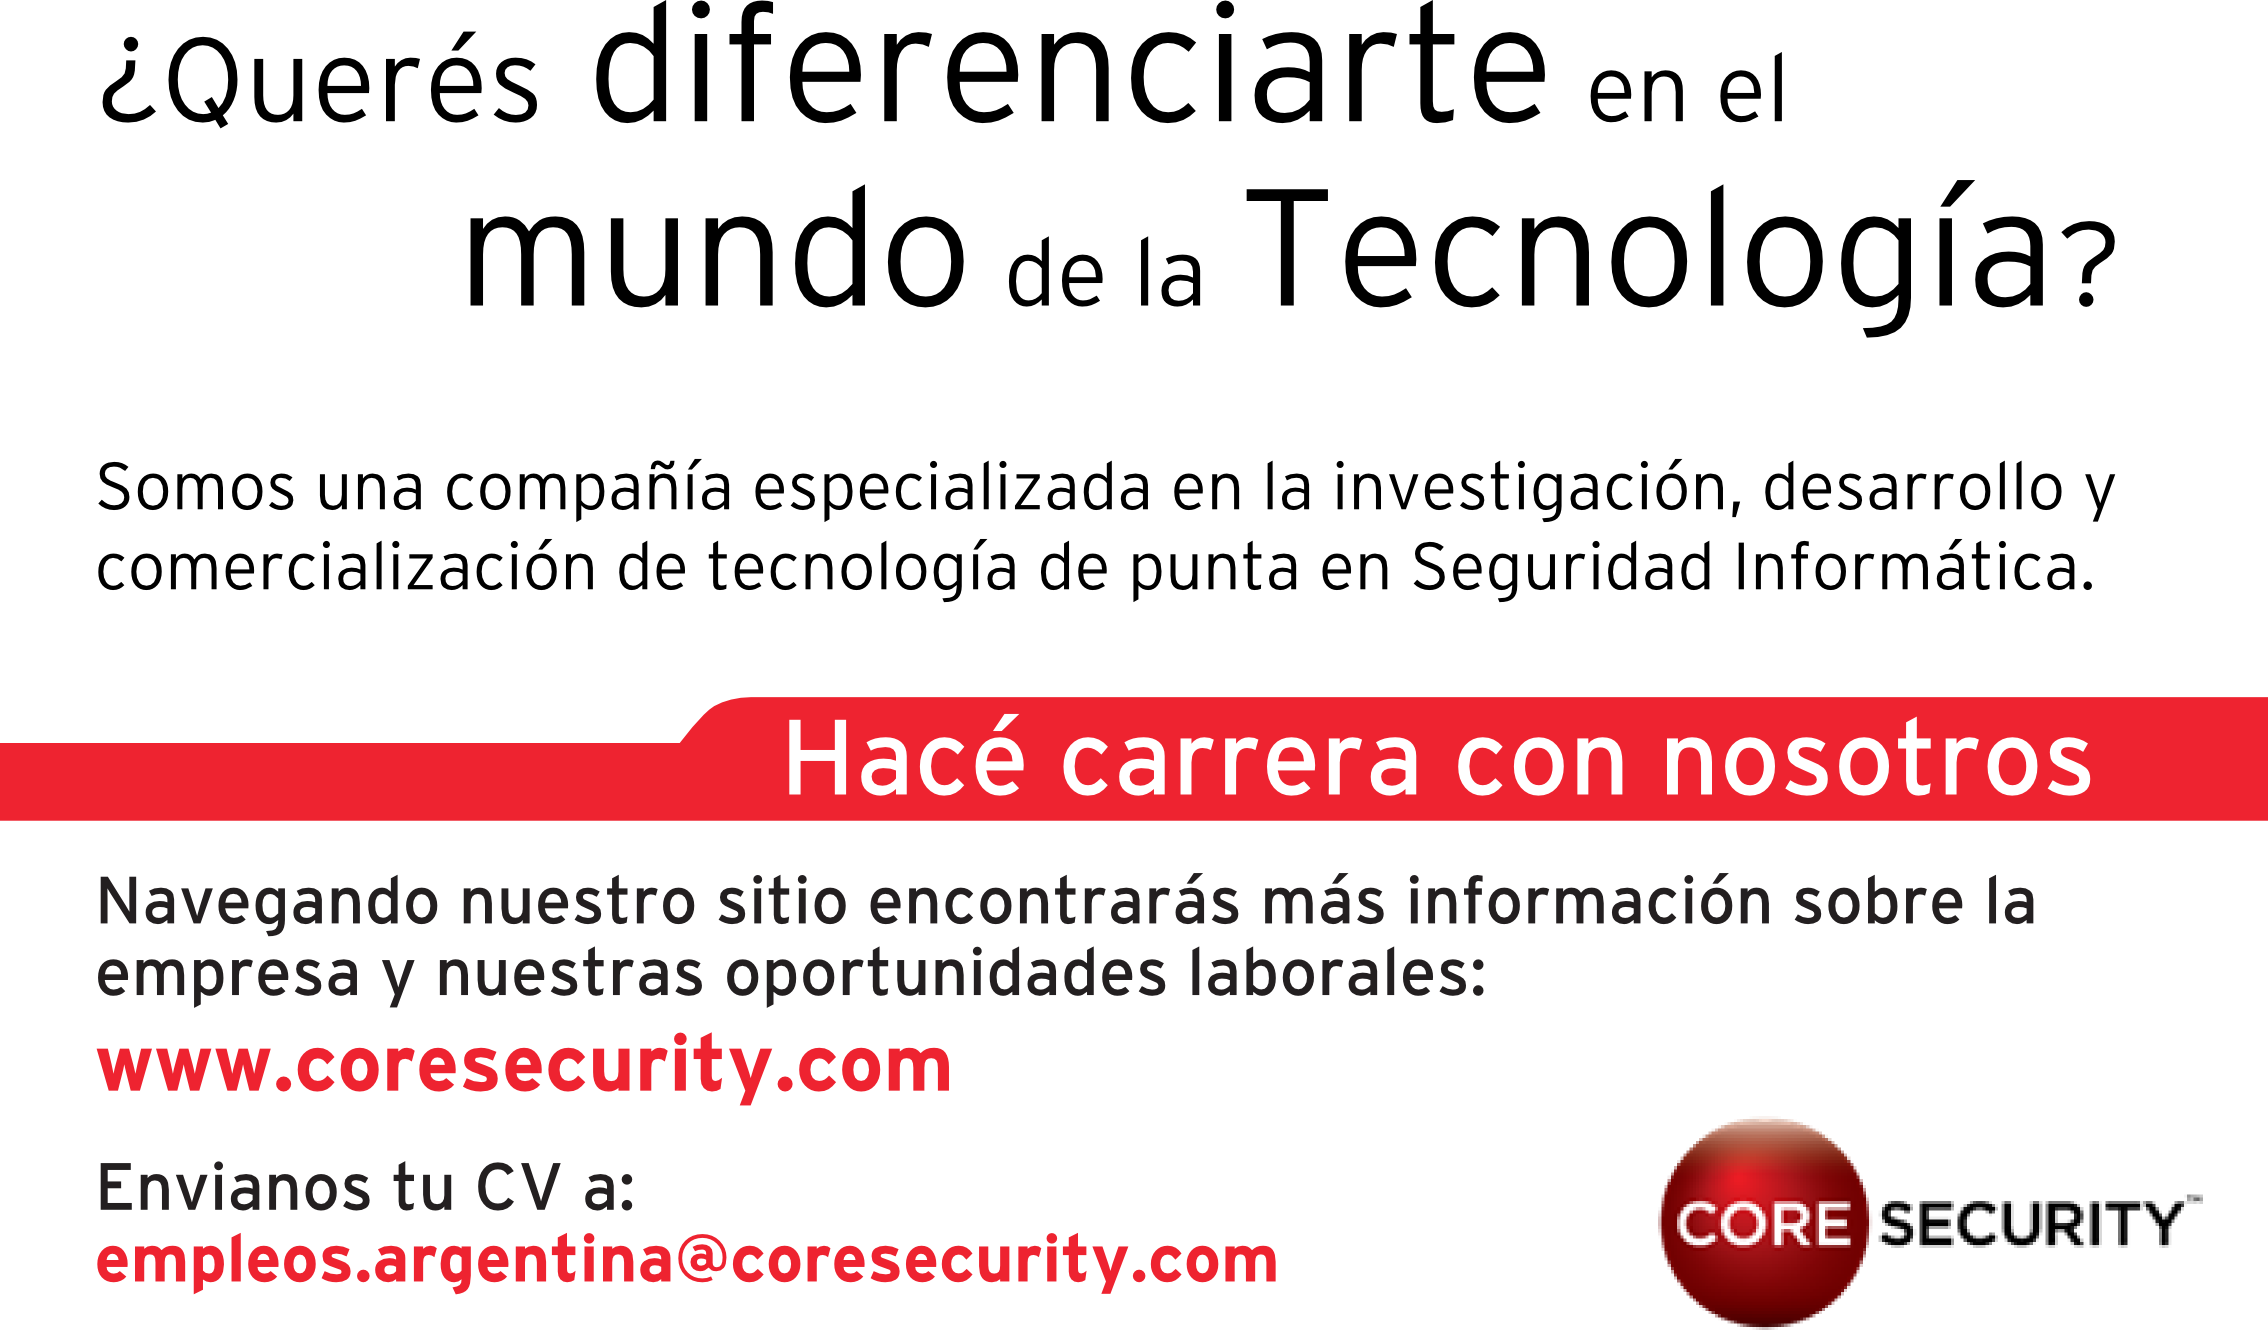 ¿Querés diferenciarte en el
mundo de la Tecnología?
Somos una compañía especializada en la investigación, desarrollo y
comercialización de tecnología de punta en Seguridad Informática.
Hacé carrera con nosotros
Navegando nuestro sitio encontrarás más información sobre la
empresa y nuestras oportunidades laborales:
www.coresecurity.com
Envianos tu CV a:
empleos.argentina@coresecurity.com
CORE SECURITY™